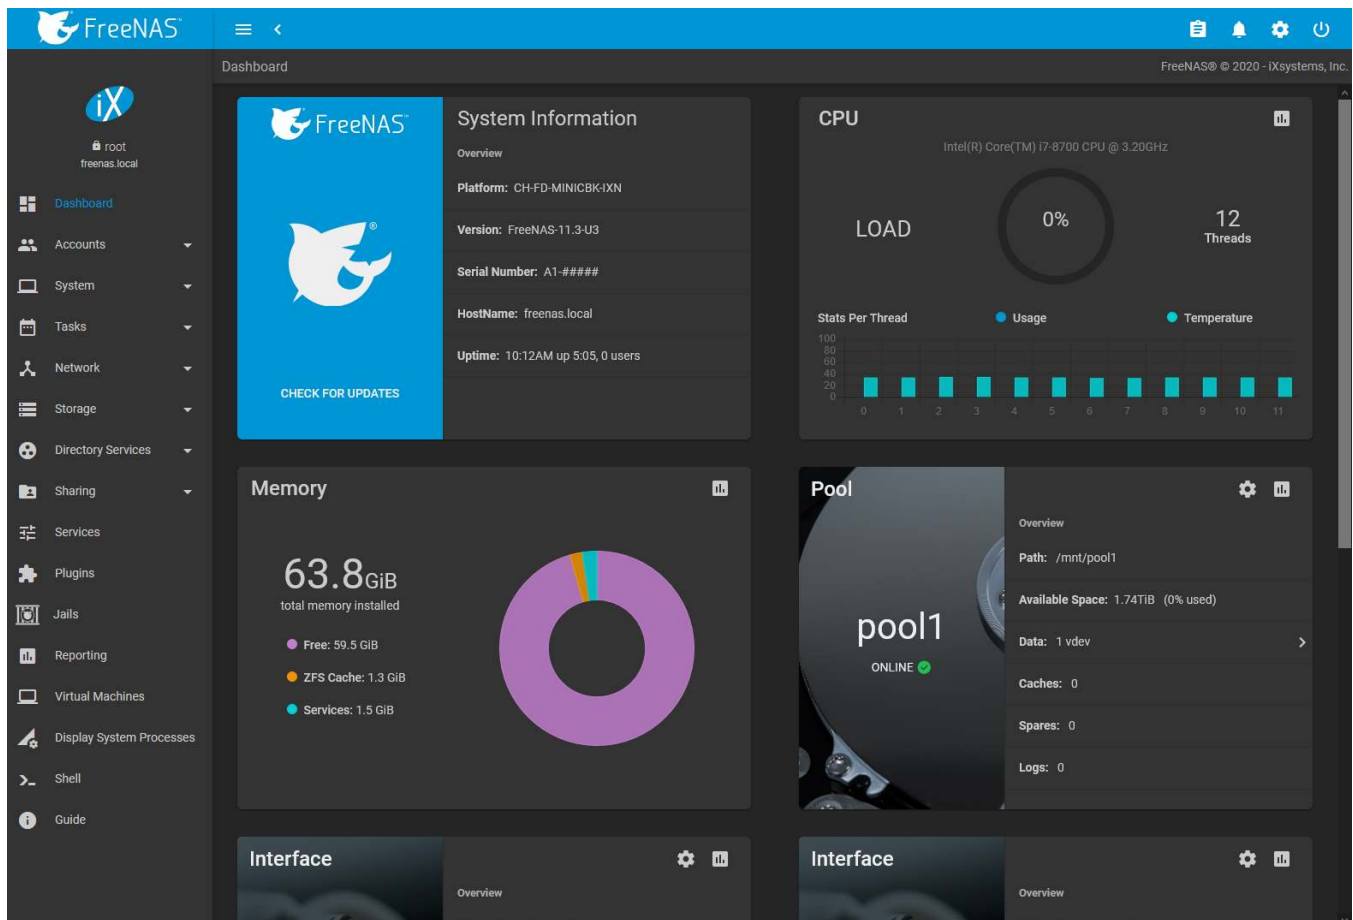 FreeNAS™
Dashboard
FreeNAS® © 2020 - iXsystems, Inc.
iX
root
freenas.local
Dashboard
Accounts
System
Tasks
Network
Storage
Directory Services
Sharing
Services
Plugins
Jails
Reporting
Virtual Machines
Display System Processes
Shell
Guide
FreeNAS™
®
CHECK FOR UPDATES
System Information
Overview
Platform: CH-FD-MINICBK-IXN
Version: FreeNAS-11.3-U3
Serial Number: A1-#####
HostName: freenas.local
Uptime: 10:12AM up 5:05, 0 users
CPU
Intel(R) Core(TM) i7-8700 CPU @ 3.20GHz
LOAD
0%
12
Threads
Stats Per Thread
Usage
Temperature
100
80
60
40
20
0
0 1 2 3 4 5 6 7 8 9 10 11
Memory
63.8GiB
total memory installed
Free: 59.5 GiB
ZFS Cache: 1.3 GiB
Services: 1.5 GiB
Pool
pool1
ONLINE
Overview
Path: /mnt/pool1
Available Space: 1.74TiB (0% used)
Data: 1 vdev
Caches: 0
Spares: 0
Logs: 0
Interface
Overview
Interface
Overview